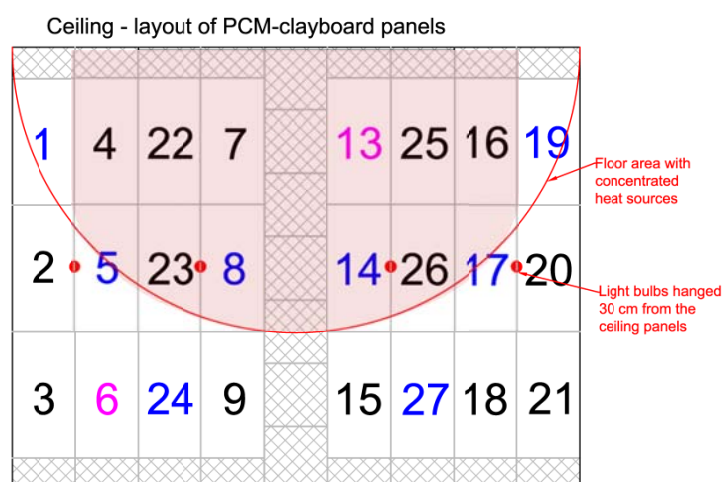 Ceiling - layout of PCM-clayboard panels
1 4 22 7 13 25 16 19
Floor area with
concentrated
heat sources
2 5 23 8 14 26 17 20
Light bulbs hanged
30 cm from the
ceiling panels
3 6 24 9 15 27 18 21